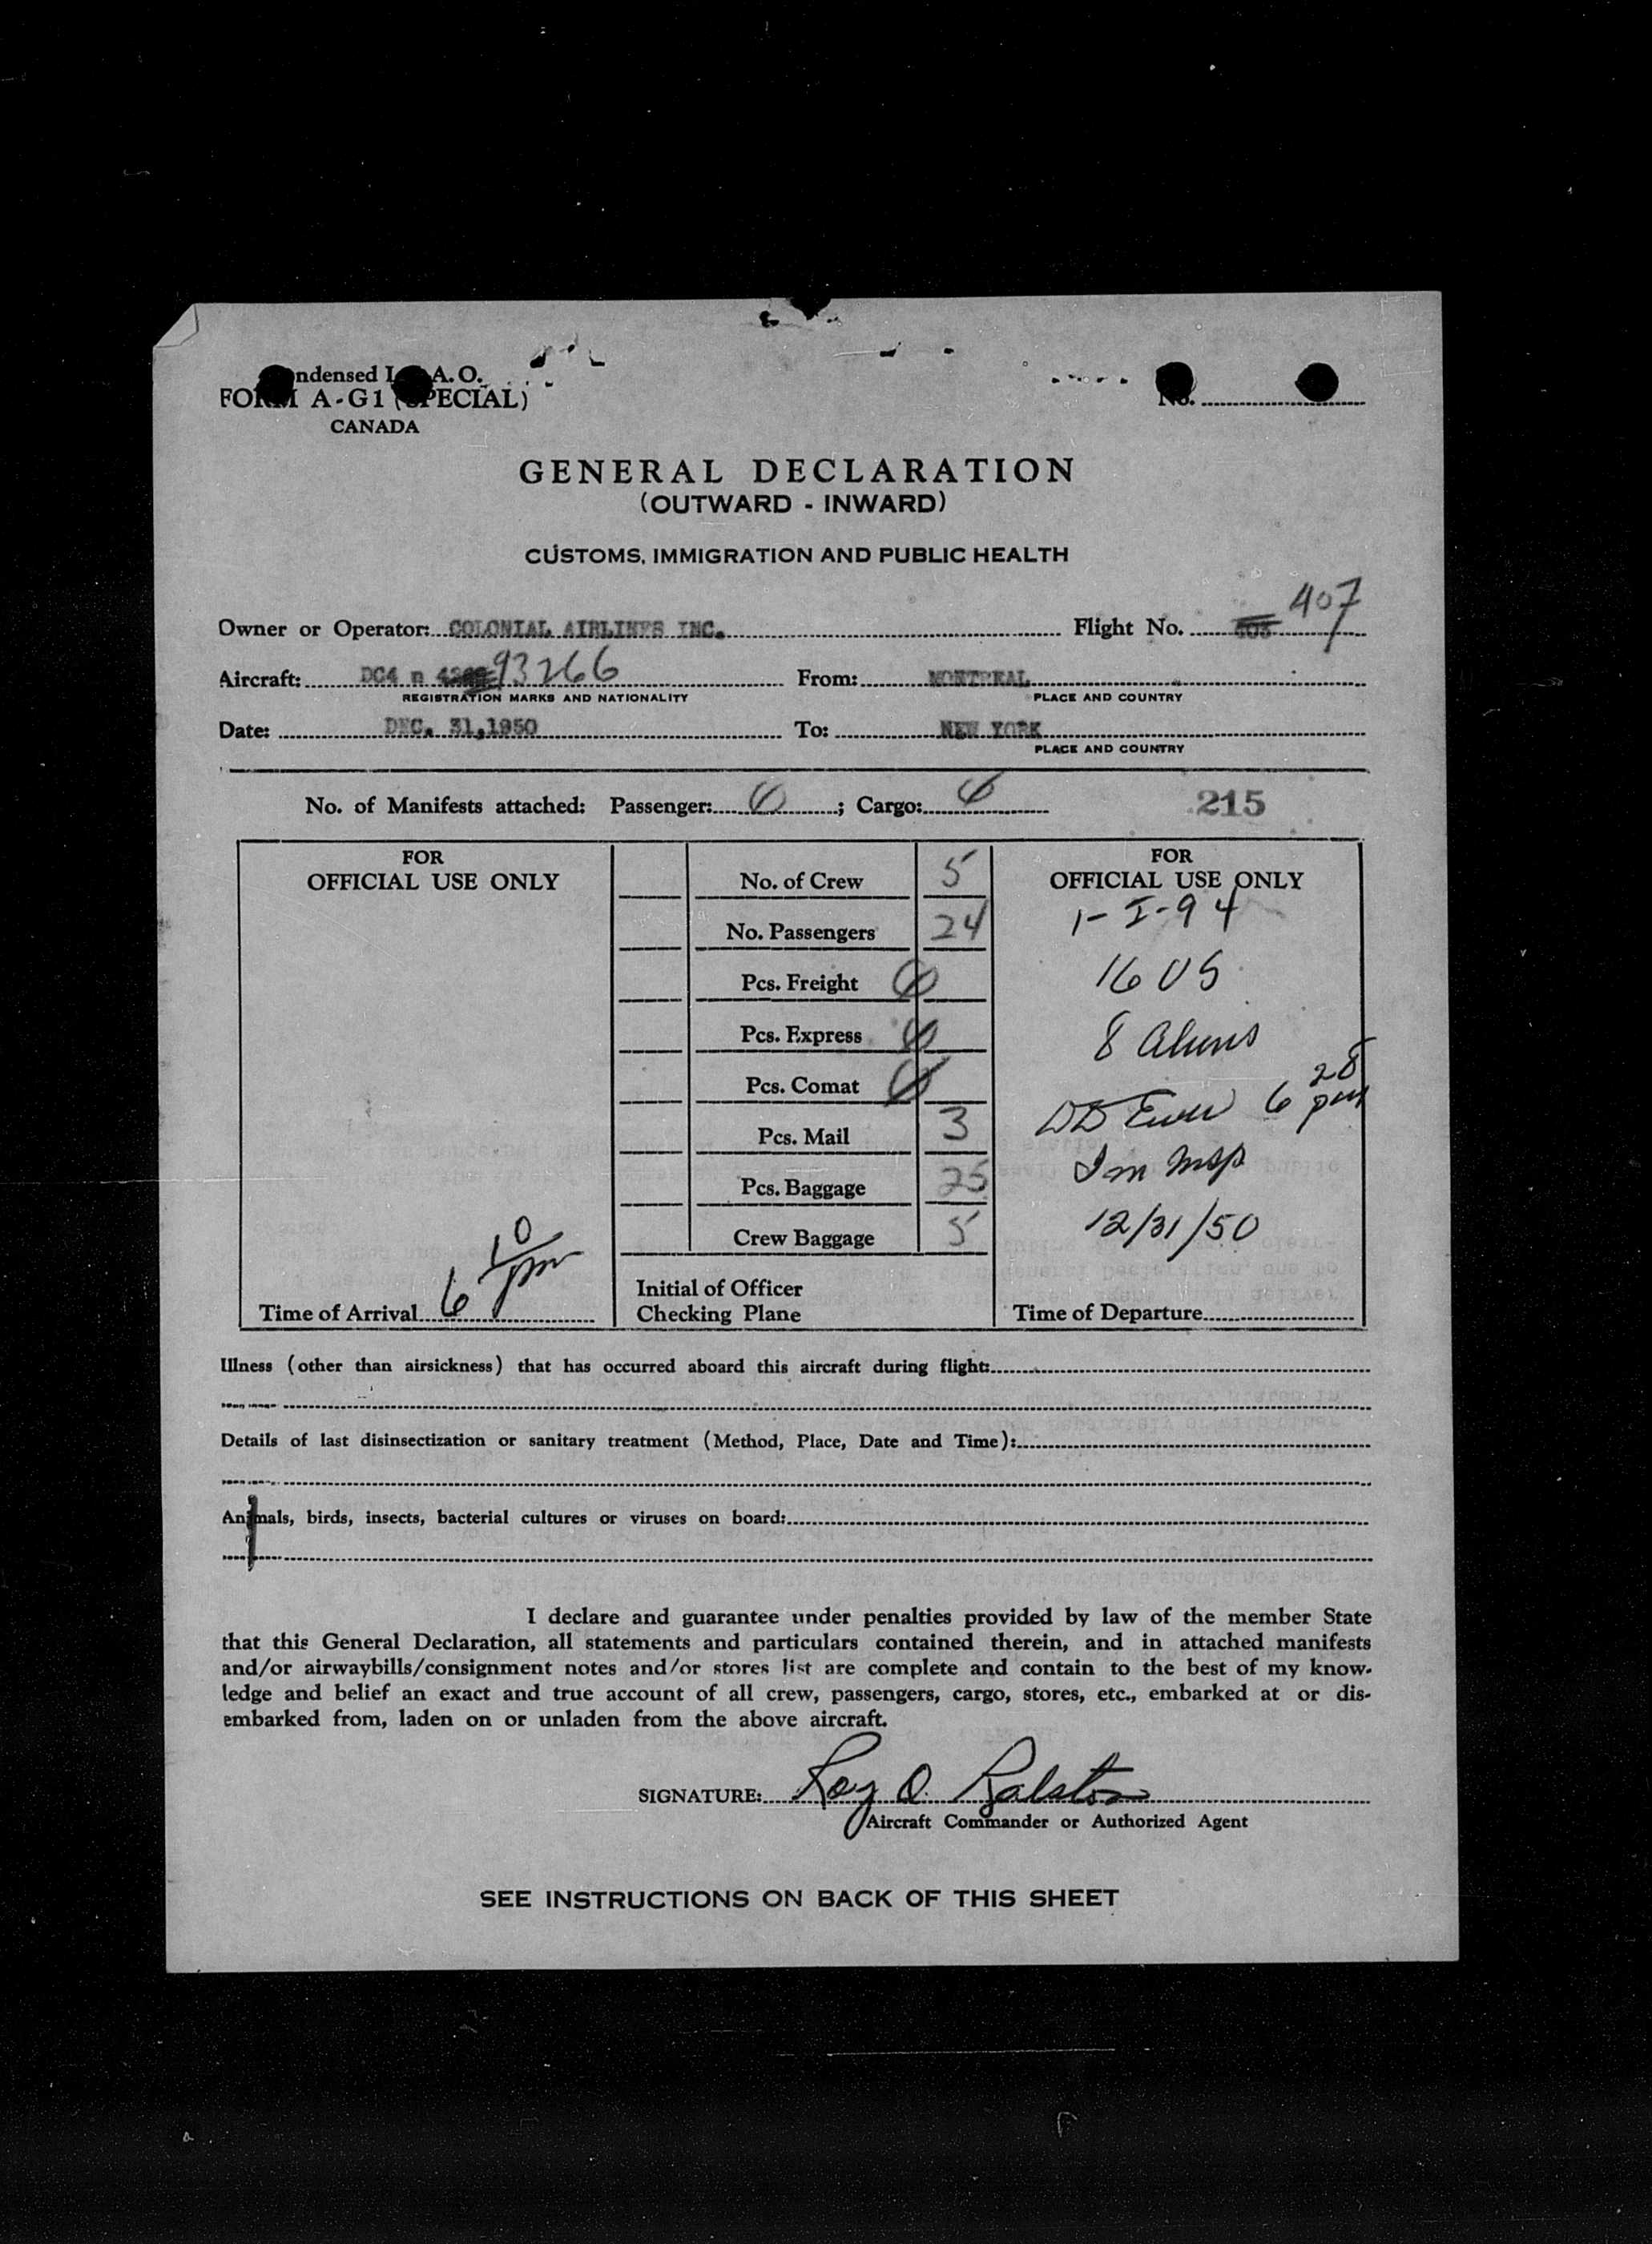 ndensed I A.O.
FORM A-G1 (SPECIAL)
CANADA
No.
GENERAL DECLARATION
(OUTWARD - INWARD)
CUSTOMS, IMMIGRATION AND PUBLIC HEALTH
407
Owner or Operator: COLONIAL AIRLINES INC. Flight No.
Aircraft: DC4 n 93266 From: MONTREAL
REGISTRATION MARKS AND NATIONALITY PLACE AND COUNTRY
Date: DEC. 31,1950 To: NEW YORK
PLACE AND COUNTRY
No. of Manifests attached: Passenger: 0; Cargo: 0 215
FOR
OFFICIAL USE ONLY
Time of Arrival 6 10 pm
No. of Crew 5
No. Passengers 24
Pcs. Freight 0
Pcs. Express 0
Pcs. Comat 0
Pcs. Mail 3
Pcs. Baggage 25
Crew Baggage 5
Initial of Officer
Checking Plane
FOR
OFFICIAL USE ONLY
1-I-94
16 US
8 Aliens
6 28 pm
Im Insp
12/31/50
Time of Departure
Illness (other than airsickness) that has occurred aboard this aircraft during flight:
Details of last disinsectization or sanitary treatment (Method, Place, Date and Time):
Animals, birds, insects, bacterial cultures or viruses on board:
I declare and guarantee under penalties provided by law of the member State
that this General Declaration, all statements and particulars contained therein, and in attached manifests
and/or airwaybills/consignment notes and/or stores list are complete and contain to the best of my know-
ledge and belief an exact and true account of all crew, passengers, cargo, stores, etc., embarked at or dis-
embarked from, laden on or unladen from the above aircraft.
SIGNATURE: Roy O. Ralston
Aircraft Commander or Authorized Agent
SEE INSTRUCTIONS ON BACK OF THIS SHEET